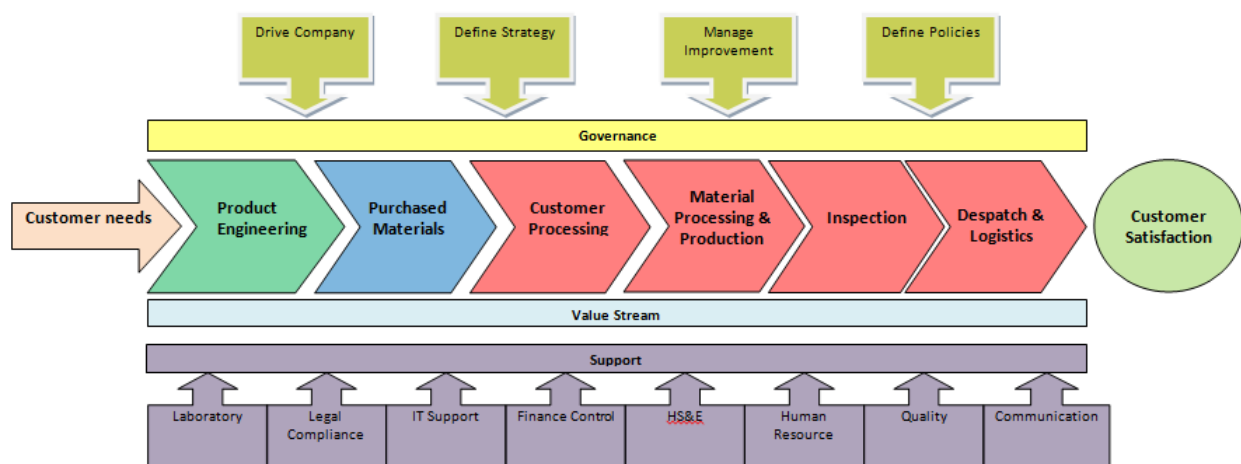 Drive Company
Define Strategy
Manage
Improvement
Define Policies
Governance
Customer needs
Product
Engineering
Purchased
Materials
Customer
Processing
Material
Processing &
Production
Inspection
Despatch &
Logistics
Customer
Satisfaction
Value Stream
Support
Laboratory
Legal
Compliance
IT Support
Finance Control
HS&E
Human
Resource
Quality
Communication